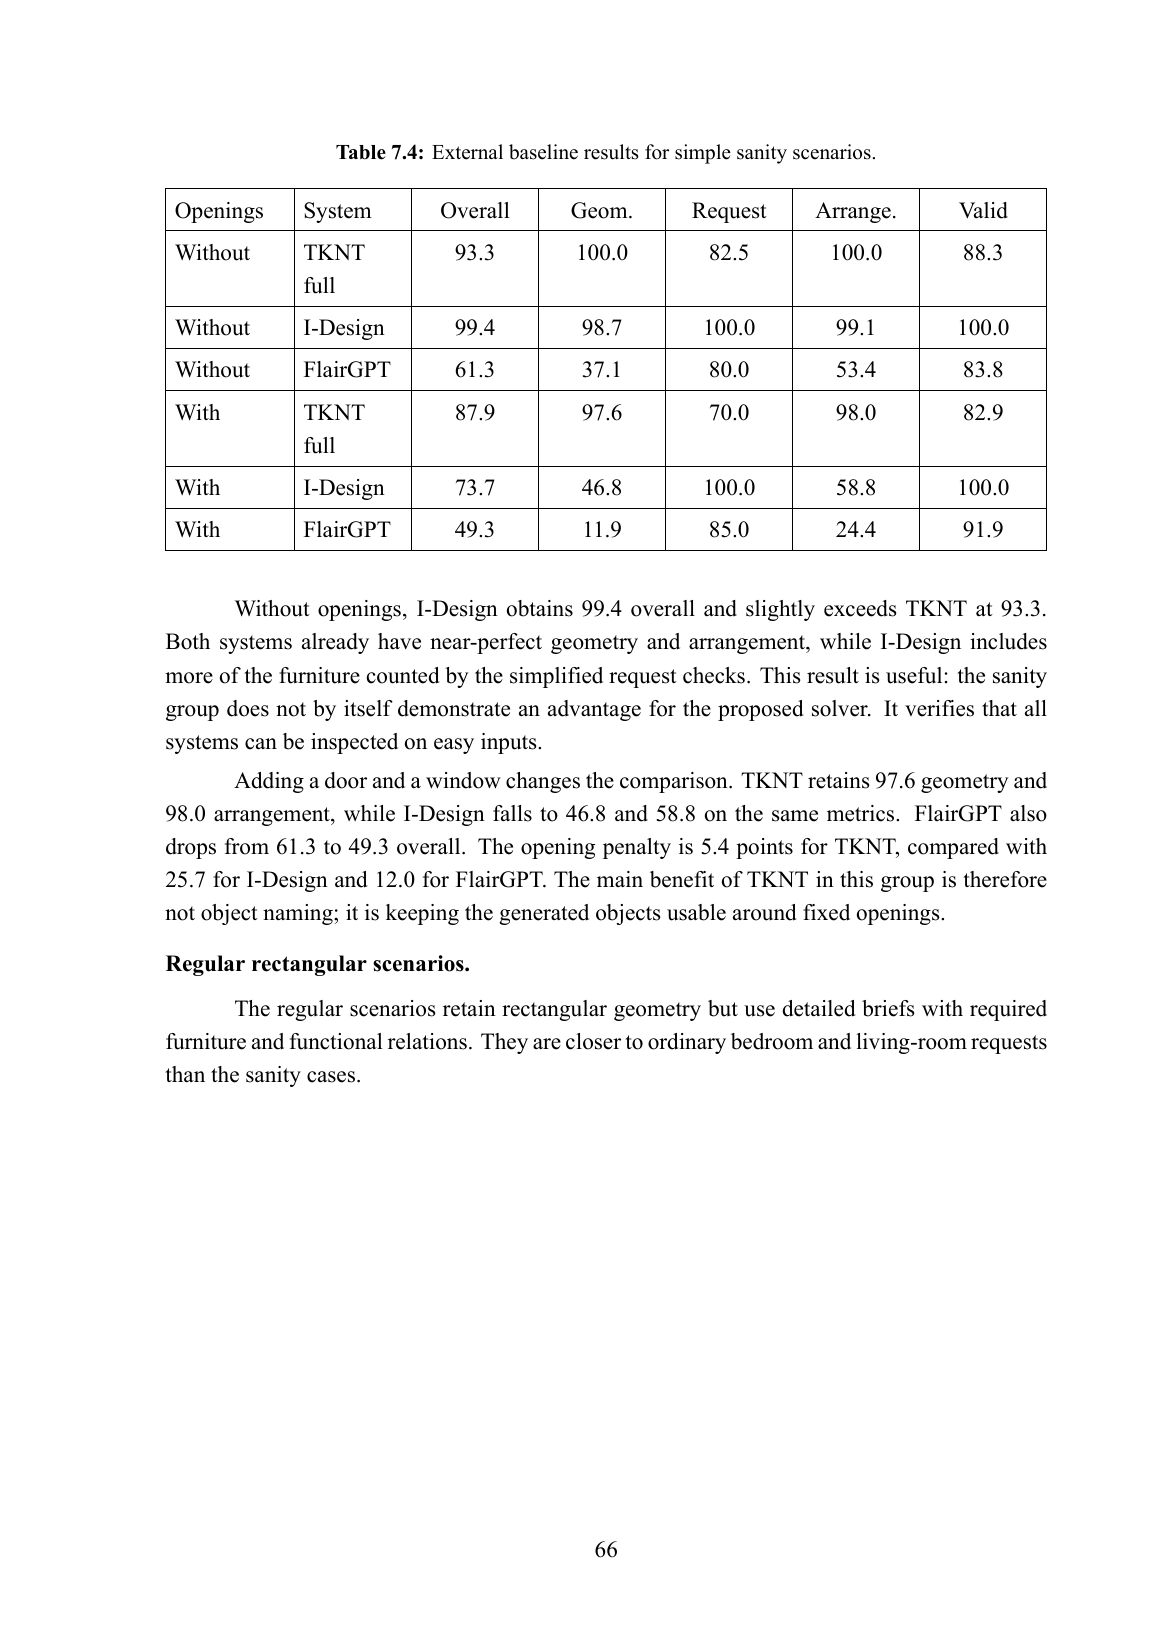 Table 7.4: External baseline results for simple sanity scenarios.
Openings System Overall Geom. Request Arrange. Valid
Without TKNT full 93.3 100.0 82.5 100.0 88.3
Without I-Design 99.4 98.7 100.0 99.1 100.0
Without FlairGPT 61.3 37.1 80.0 53.4 83.8
With TKNT full 87.9 97.6 70.0 98.0 82.9
With I-Design 73.7 46.8 100.0 58.8 100.0
With FlairGPT 49.3 11.9 85.0 24.4 91.9
Without openings, I-Design obtains 99.4 overall and slightly exceeds TKNT at 93.3.
Both systems already have near-perfect geometry and arrangement, while I-Design includes
more of the furniture counted by the simplified request checks. This result is useful: the sanity
group does not by itself demonstrate an advantage for the proposed solver. It verifies that all
systems can be inspected on easy inputs.
Adding a door and a window changes the comparison. TKNT retains 97.6 geometry and
98.0 arrangement, while I-Design falls to 46.8 and 58.8 on the same metrics. FlairGPT also
drops from 61.3 to 49.3 overall. The opening penalty is 5.4 points for TKNT, compared with
25.7 for I-Design and 12.0 for FlairGPT. The main benefit of TKNT in this group is therefore
not object naming; it is keeping the generated objects usable around fixed openings.
Regular rectangular scenarios.
The regular scenarios retain rectangular geometry but use detailed briefs with required
furniture and functional relations. They are closer to ordinary bedroom and living-room requests
than the sanity cases.
66